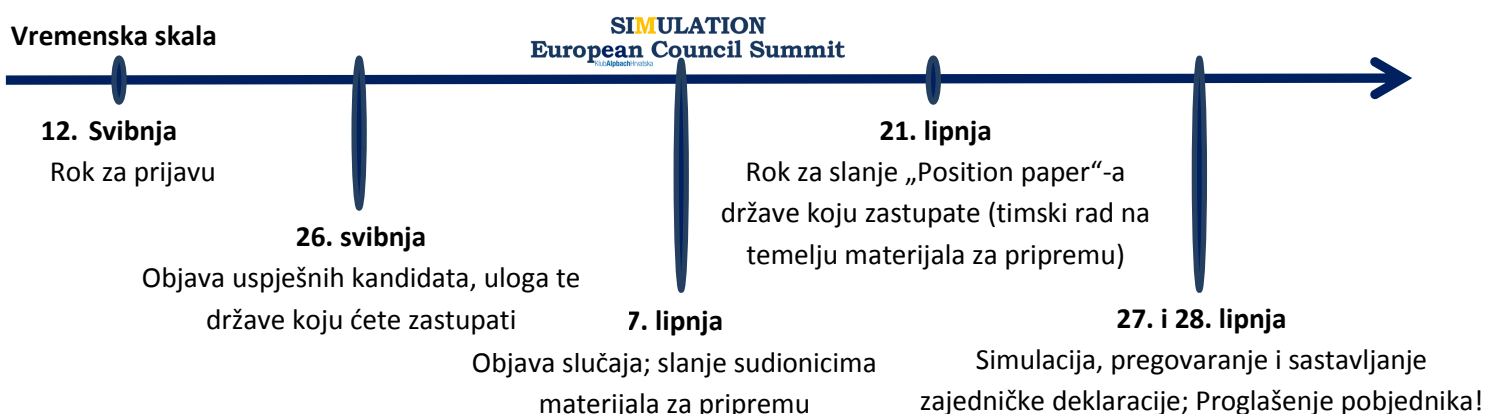 Vremenska skala
SIMULATION
European Council Summit
KlubAlpbachHrvatska
12. Svibnja
Rok za prijavu
26. svibnja
Objava uspješnih kandidata, uloga te
države koju ćete zastupati
7. lipnja
Objava slučaja; slanje sudionicima
materijala za pripremu
21. lipnja
Rok za slanje „Position paper“-a
države koju zastupate (timski rad na
temelju materijala za pripremu)
27. i 28. lipnja
Simulacija, pregovaranje i sastavljanje
zajedničke deklaracije; Proglašenje pobjednika!